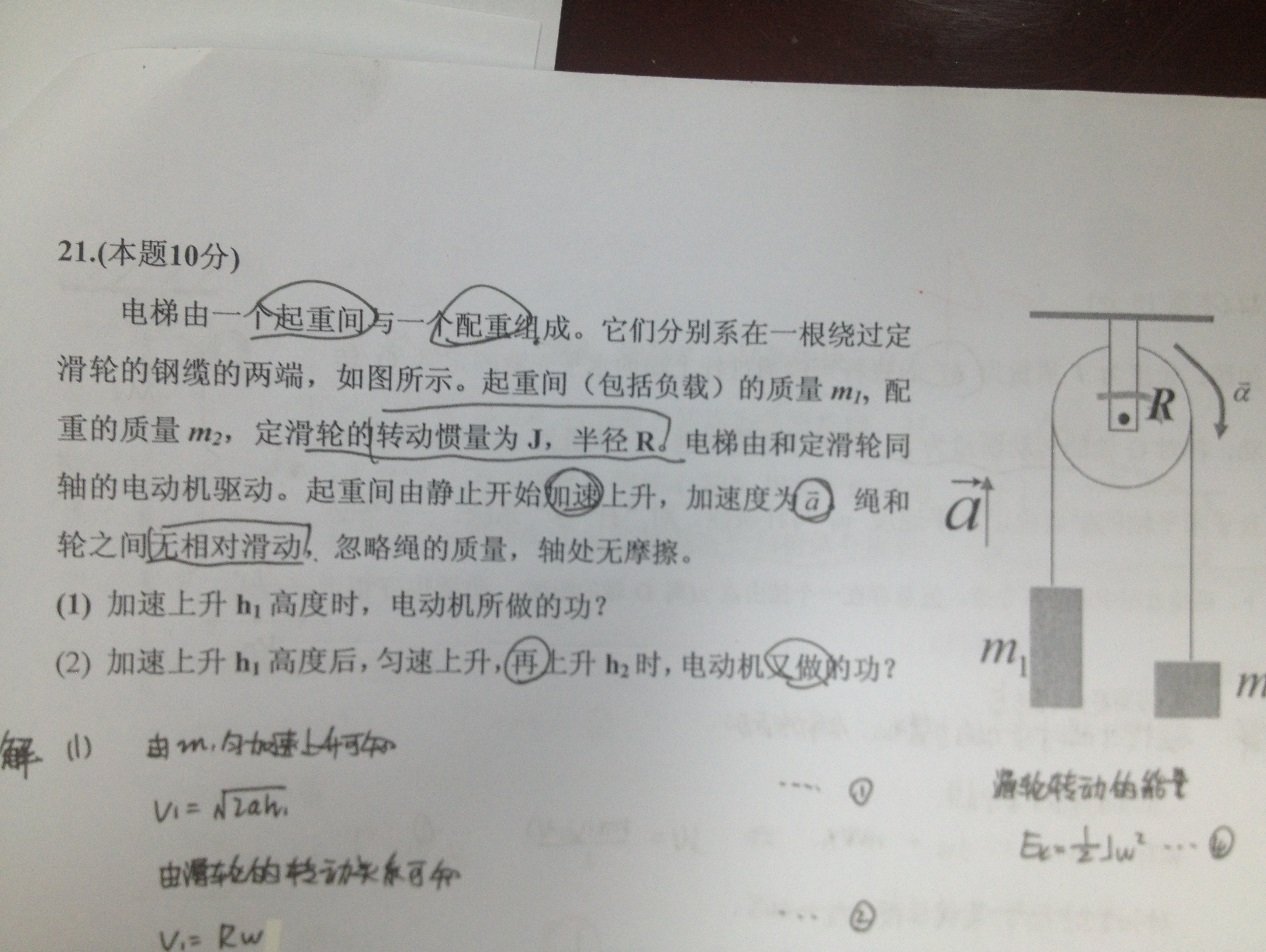 21.(本题10分)
电梯由一个起重间与一个配重组成。它们分别系在一根绕过定
滑轮的钢缆的两端，如图所示。起重间（包括负载）的质量 m₁, 配
重的质量 m₂，定滑轮的转动惯量为 J，半径 R。电梯由和定滑轮同
轴的电动机驱动。起重间由静止开始加速上升，加速度为 a⃗，绳和
轮之间无相对滑动，忽略绳的质量，轴处无摩擦。
(1) 加速上升 h₁ 高度时，电动机所做的功？
(2) 加速上升 h₁ 高度后，匀速上升，再上升 h₂ 时，电动机又做的功？
R
α⃗
a⃗
m₁
m
解 (1) 由m₁匀加速上升可知
V₁=√2ah₁ ···· ①
由滑轮的转动关系可知
V₁= Rw ··· ②
滑轮转动的能量
Eₖ=½Jw² ··· ④